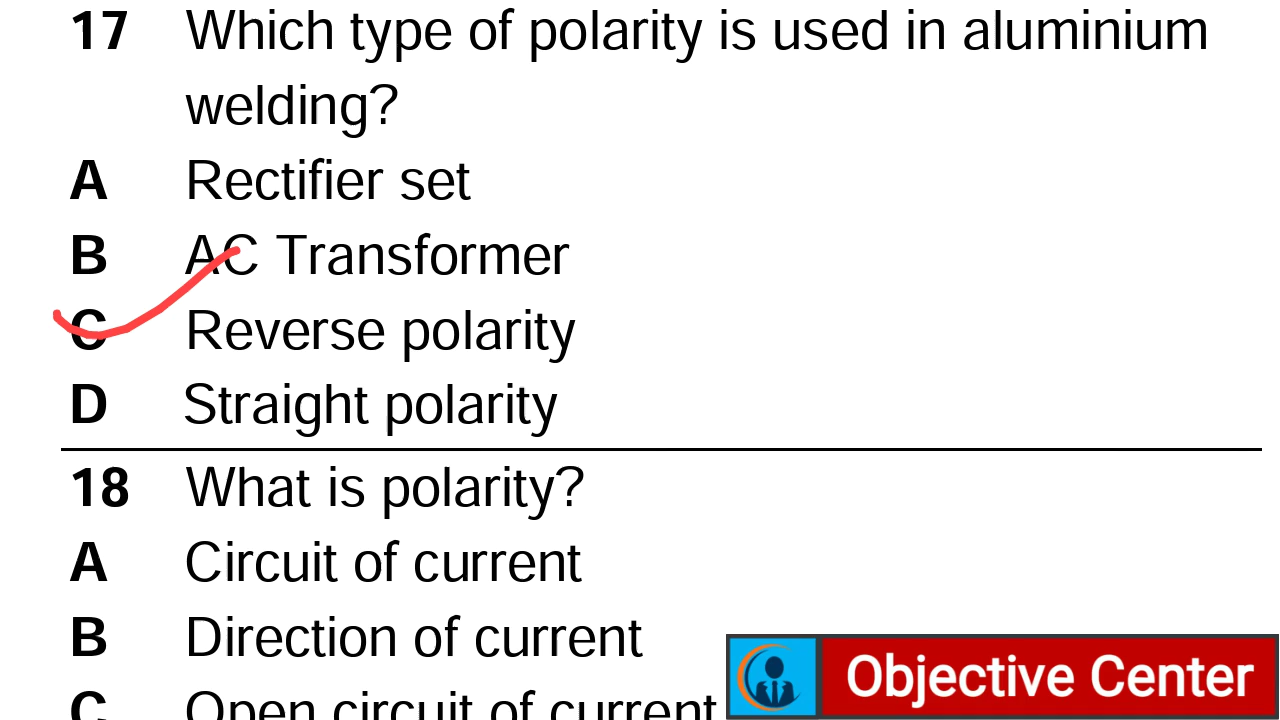 17 Which type of polarity is used in aluminium
welding?
A Rectifier set
B AC Transformer
C Reverse polarity
D Straight polarity
18 What is polarity?
A Circuit of current
B Direction of current
C Open circuit of current
Objective Center